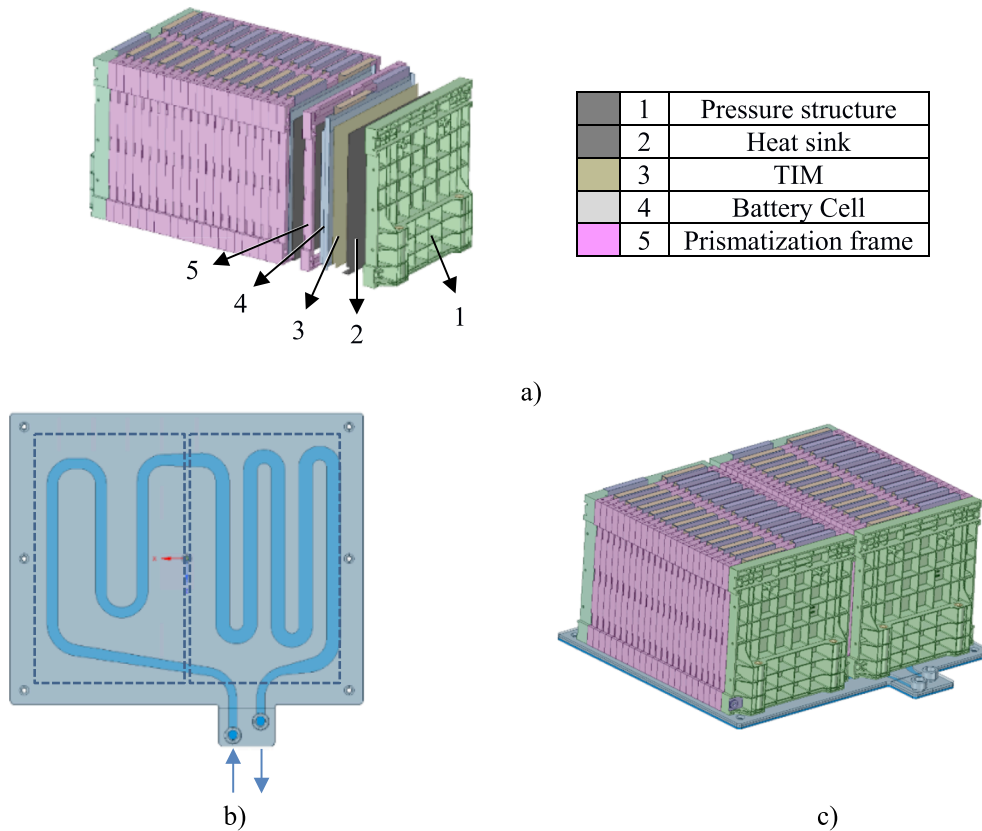 1 Pressure structure
2 Heat sink
3 TIM
4 Battery Cell
5 Prismatization frame
5
4
3
2
1
a)
x
b)
c)